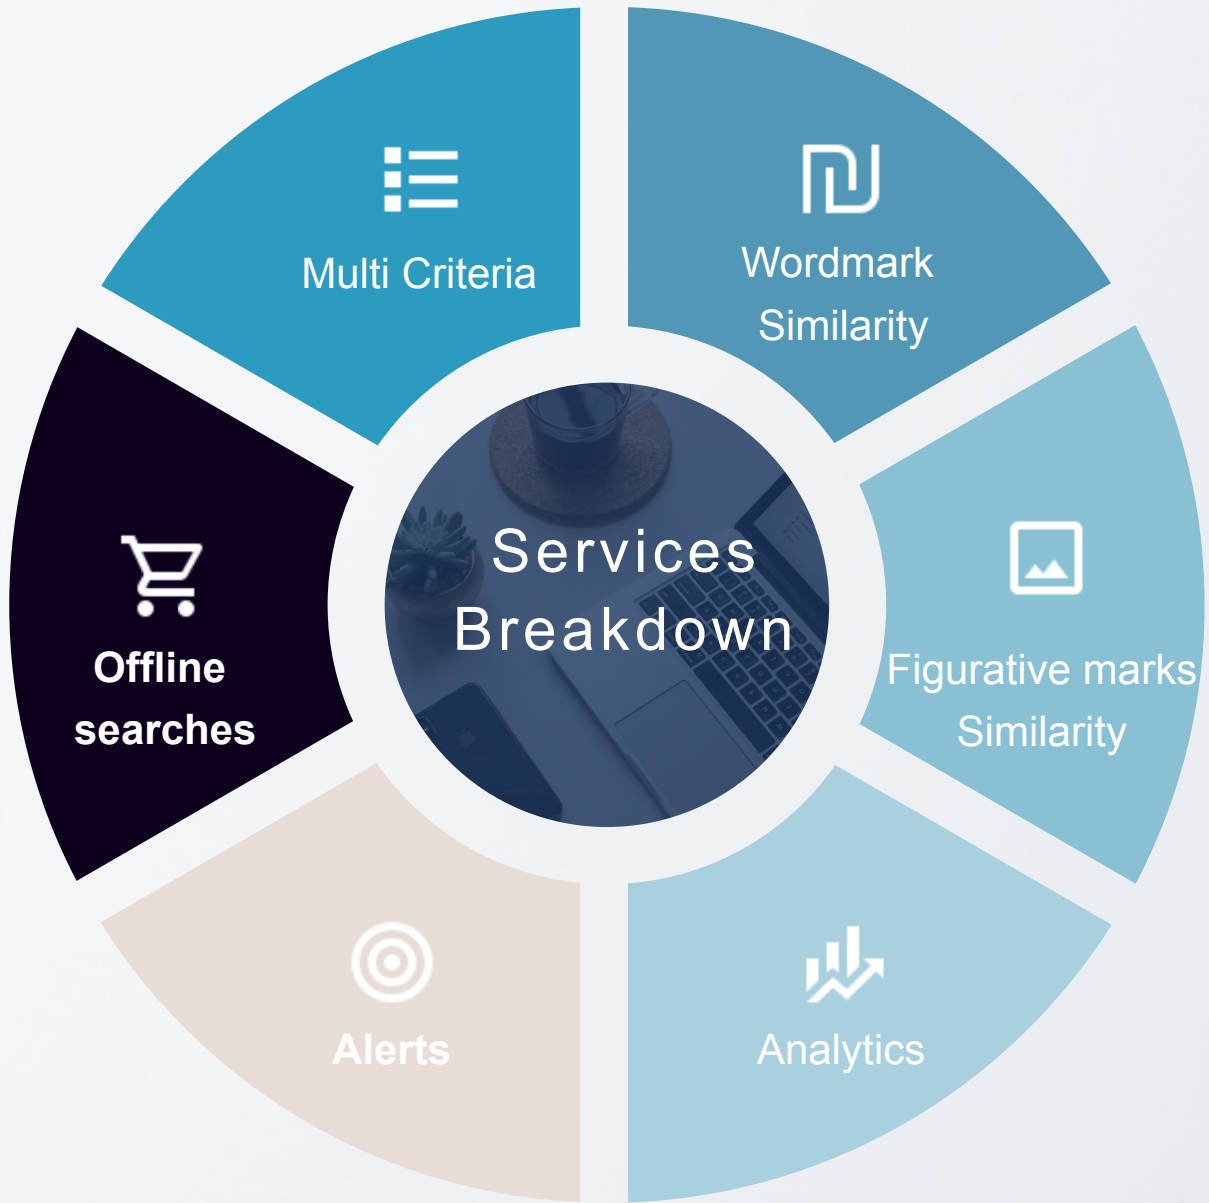 Multi Criteria
Wordmark
Similarity
Services
Breakdown
Figurative marks
Similarity
Offline
searches
Alerts
Analytics